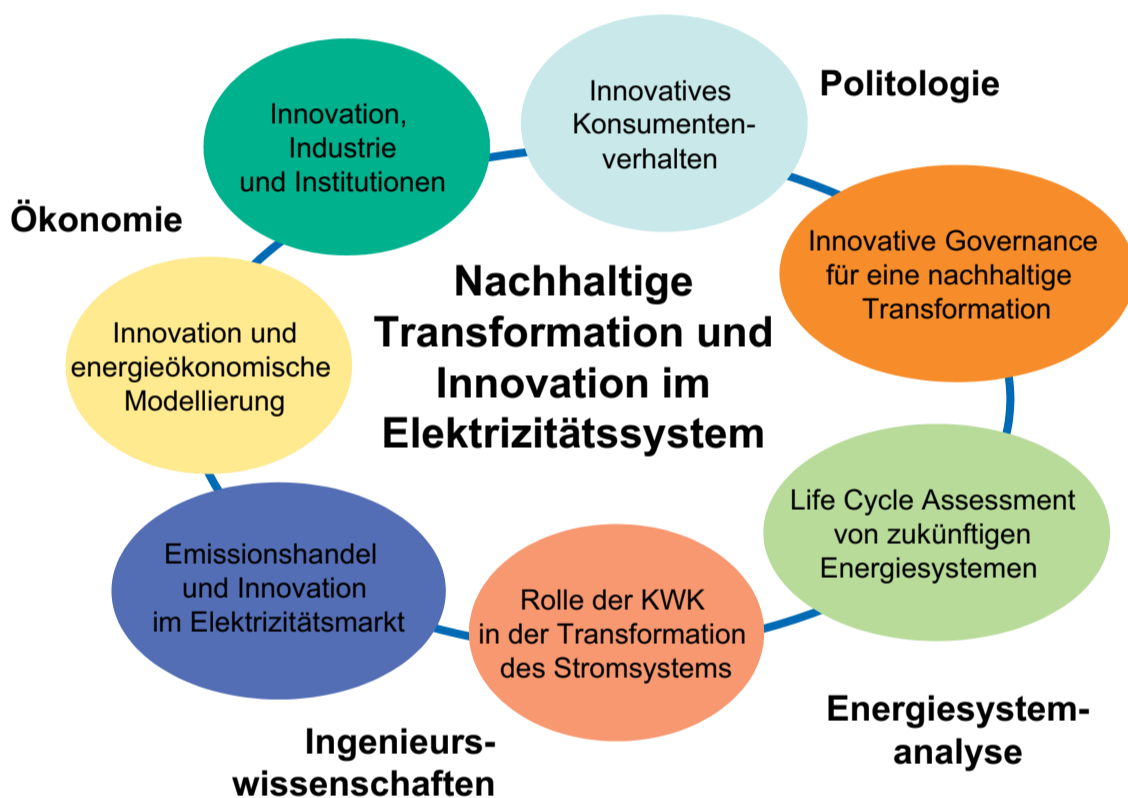 Innovatives
Konsumenten-
verhalten
Politologie
Innovation,
Industrie
und Institutionen
Ökonomie
Innovative Governance
für eine nachhaltige
Transformation
Nachhaltige
Transformation und
Innovation im
Elektrizitätssystem
Innovation und
energieökonomische
Modellierung
Life Cycle Assessment
von zukünftigen
Energiesystemen
Emissionshandel
und Innovation
im Elektrizitätsmarkt
Rolle der KWK
in der Transformation
des Stromsystems
Energiesystem-
analyse
Ingenieurs-
wissenschaften